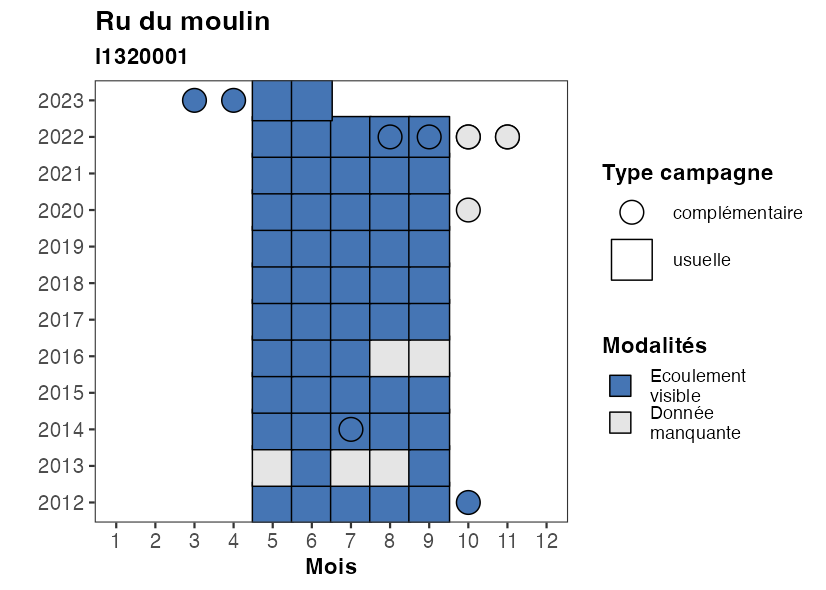 Ru du moulin
I1320001
2023
2022
2021
2020
2019
2018
2017
2016
2015
2014
2013
2012
1 2 3 4 5 6 7 8 9 10 11 12
Mois
Type campagne
complémentaire
usuelle
Modalités
Ecoulement
visible
Donnée
manquante